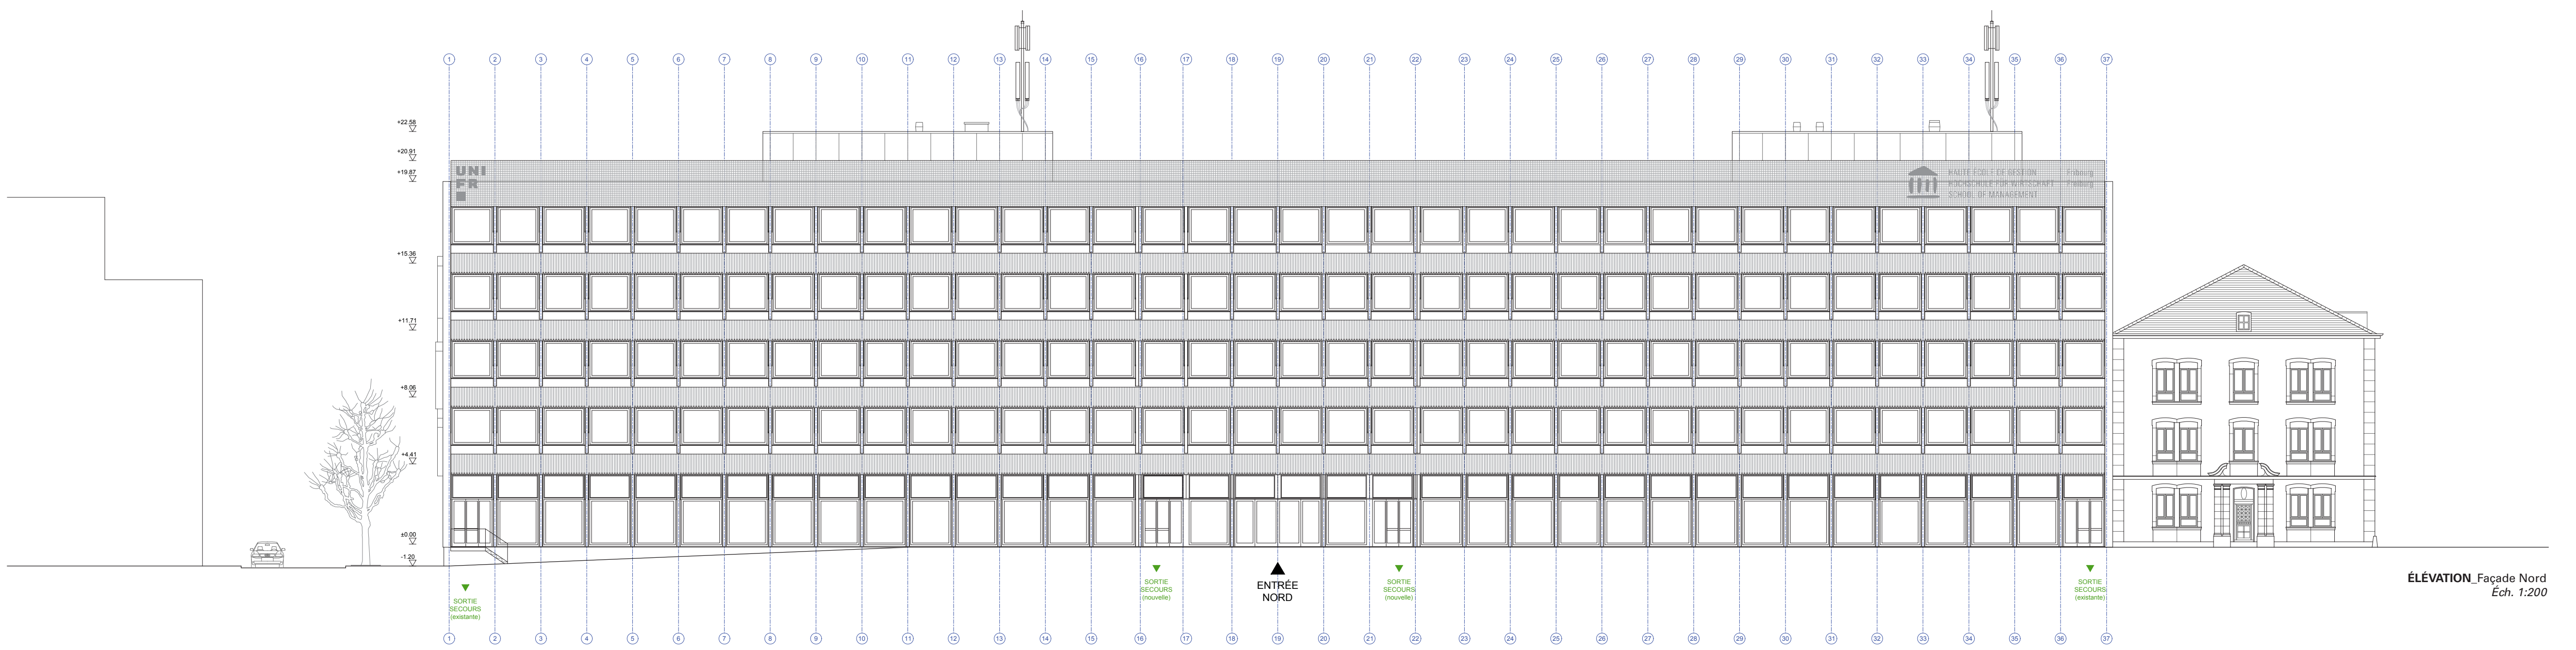 1 2 3 4 5 6 7 8 9 10 11 12 13 14 15 16 17 18 19 20 21 22 23 24 25 26 27 28 29 30 31 32 33 34 35 36 37
+22.58
+20.91
+19.87
UNI
FR
HAUTE ÉCOLE DE GESTION Fribourg
HOCHSCHULE FÜR WIRTSCHAFT Freiburg
SCHOOL OF MANAGEMENT
+15.36
+11.71
+8.06
+4.41
±0.00
-1.20
SORTIE
SECOURS
(existante)
SORTIE
SECOURS
(nouvelle)
ENTRÉE
NORD
SORTIE
SECOURS
(nouvelle)
SORTIE
SECOURS
(existante)
ÉLÉVATION_Façade Nord
Éch. 1:200
1 2 3 4 5 6 7 8 9 10 11 12 13 14 15 16 17 18 19 20 21 22 23 24 25 26 27 28 29 30 31 32 33 34 35 36 37